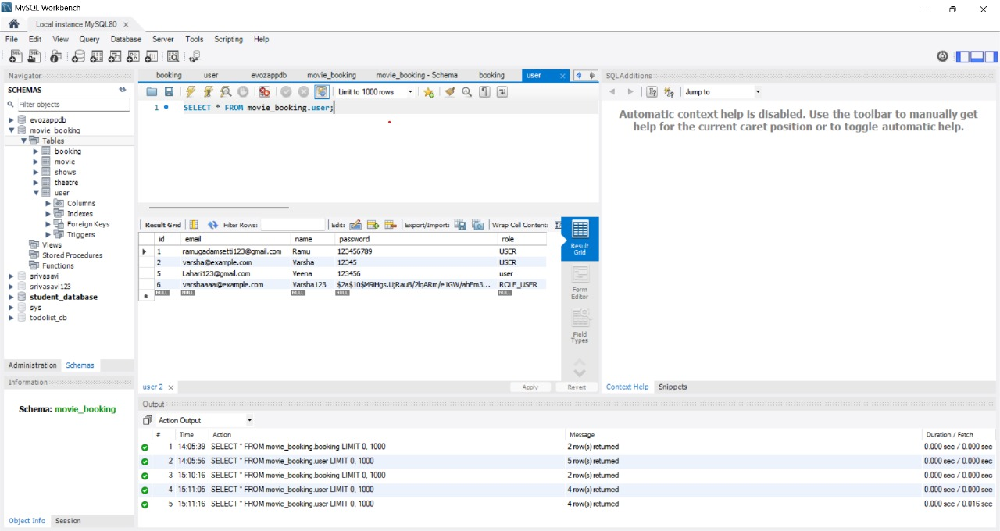 MySQL Workbench
Local instance MySQL80
File Edit View Query Database Server Tools Scripting Help
Navigator
SCHEMAS
Filter objects
evozappdb
movie_booking
Tables
booking
movie
shows
theatre
user
Columns
Indexes
Foreign Keys
Triggers
Views
Stored Procedures
Functions
srivasavi
srivasavi123
student_database
sys
todolist_db
Administration Schemas
Information
Schema: movie_booking
Object Info Session
booking user evozappdb movie_booking movie_booking - Schema booking user
Limit to 1000 rows
1 SELECT * FROM movie_booking.user;
Result Grid Filter Rows: Edit: Export/Import: Wrap Cell Content:
id email name password role
1 ramugadamsetti123@gmail.com Ramu 123456789 USER
2 varsha@example.com Varsha 12345 USER
5 Lahari123@gmail.com Veena 123456 user
6 varshaaaa@example.com Varsha123 $2a$10$M9iHgs.UjRauB/2lqARm/e1GW/ahFm3... ROLE_USER
NULL NULL NULL NULL NULL
Result Grid
Form Editor
Field Types
user 2 Apply Revert
SQLAdditions
Jump to
Automatic context help is disabled. Use the toolbar to manually get
help for the current caret position or to toggle automatic help.
Context Help Snippets
Output
Action Output
# Time Action Message Duration / Fetch
1 14:05:39 SELECT * FROM movie_booking.booking LIMIT 0, 1000 2 row(s) returned 0.000 sec / 0.000 sec
2 14:05:56 SELECT * FROM movie_booking.user LIMIT 0, 1000 5 row(s) returned 0.000 sec / 0.000 sec
3 15:10:16 SELECT * FROM movie_booking.booking LIMIT 0, 1000 2 row(s) returned 0.000 sec / 0.000 sec
4 15:11:05 SELECT * FROM movie_booking.user LIMIT 0, 1000 4 row(s) returned 0.000 sec / 0.000 sec
5 15:11:16 SELECT * FROM movie_booking.user LIMIT 0, 1000 4 row(s) returned 0.000 sec / 0.016 sec